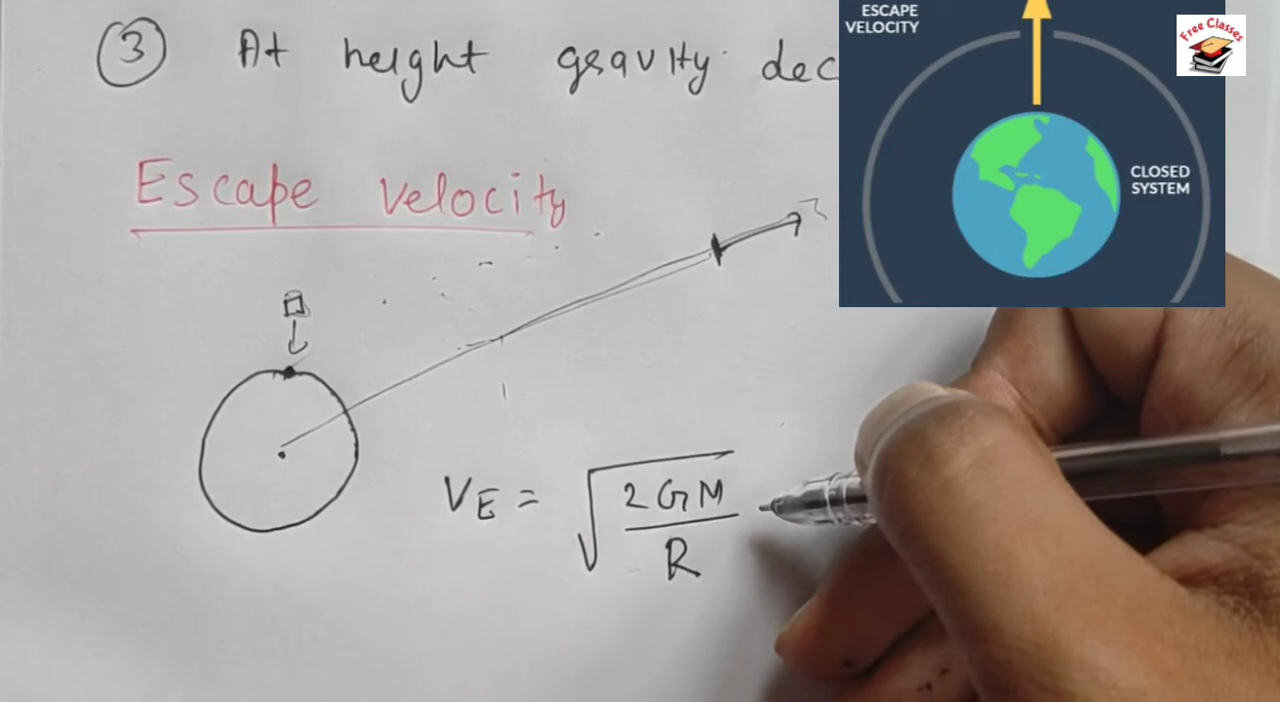 ③ At height gravity dec
Escape velocity
V_E = √(2GM/R)
ESCAPE
VELOCITY
CLOSED
SYSTEM
Free Classes